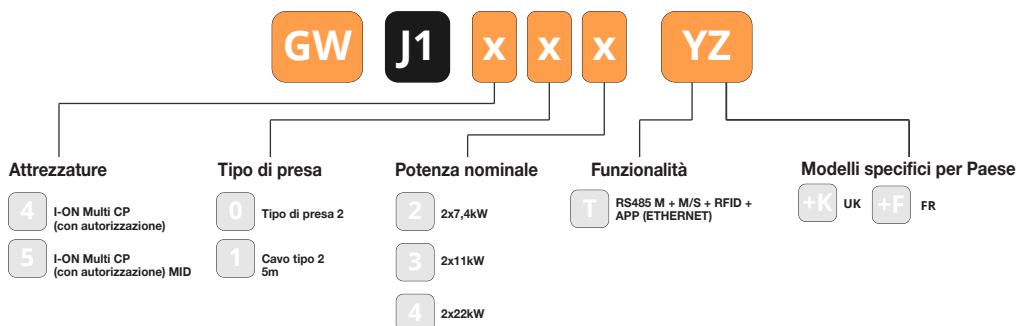 GW J1 x x x YZ
Attrezzature
4 I-ON Multi CP
(con autorizzazione)
5 I-ON Multi CP
(con autorizzazione) MID
Tipo di presa
0 Tipo di presa 2
1 Cavo tipo 2
5m
Potenza nominale
2 2x7,4kW
3 2x11kW
4 2x22kW
Funzionalità
T RS485 M + M/S + RFID +
APP (ETHERNET)
Modelli specifici per Paese
+K UK +F FR